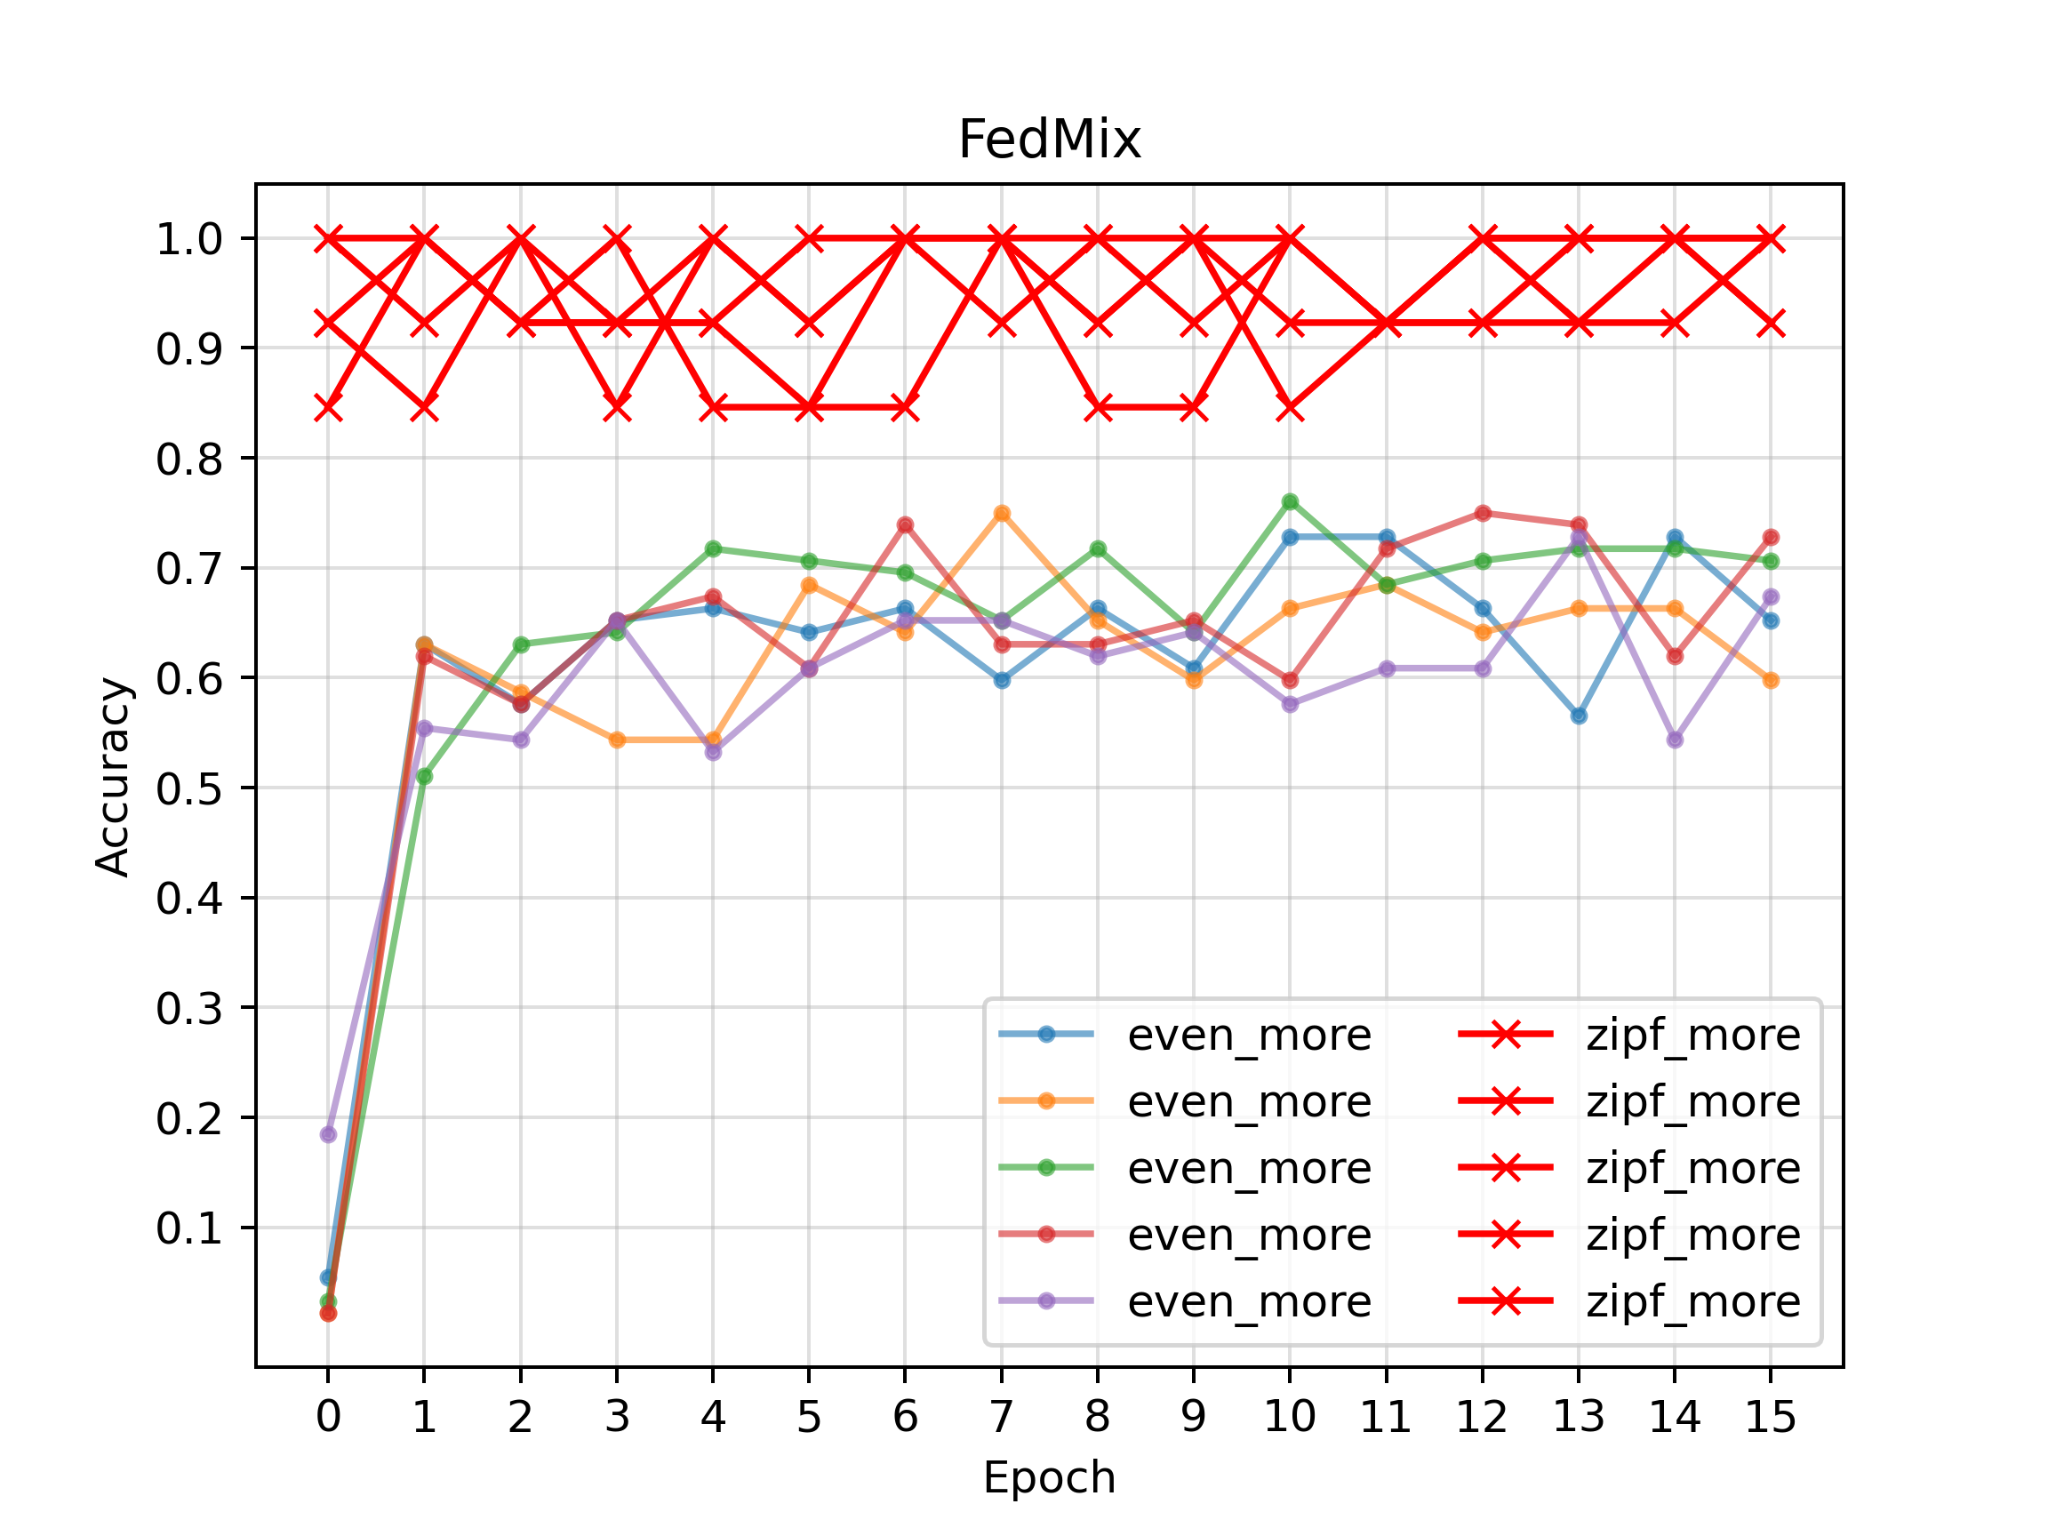 FedMix
1.0
0.9
0.8
0.7
0.6
0.5
0.4
0.3
0.2
0.1
Accuracy
even_more
even_more
even_more
even_more
even_more
zipf_more
zipf_more
zipf_more
zipf_more
zipf_more
0 1 2 3 4 5 6 7 8 9 10 11 12 13 14 15
Epoch